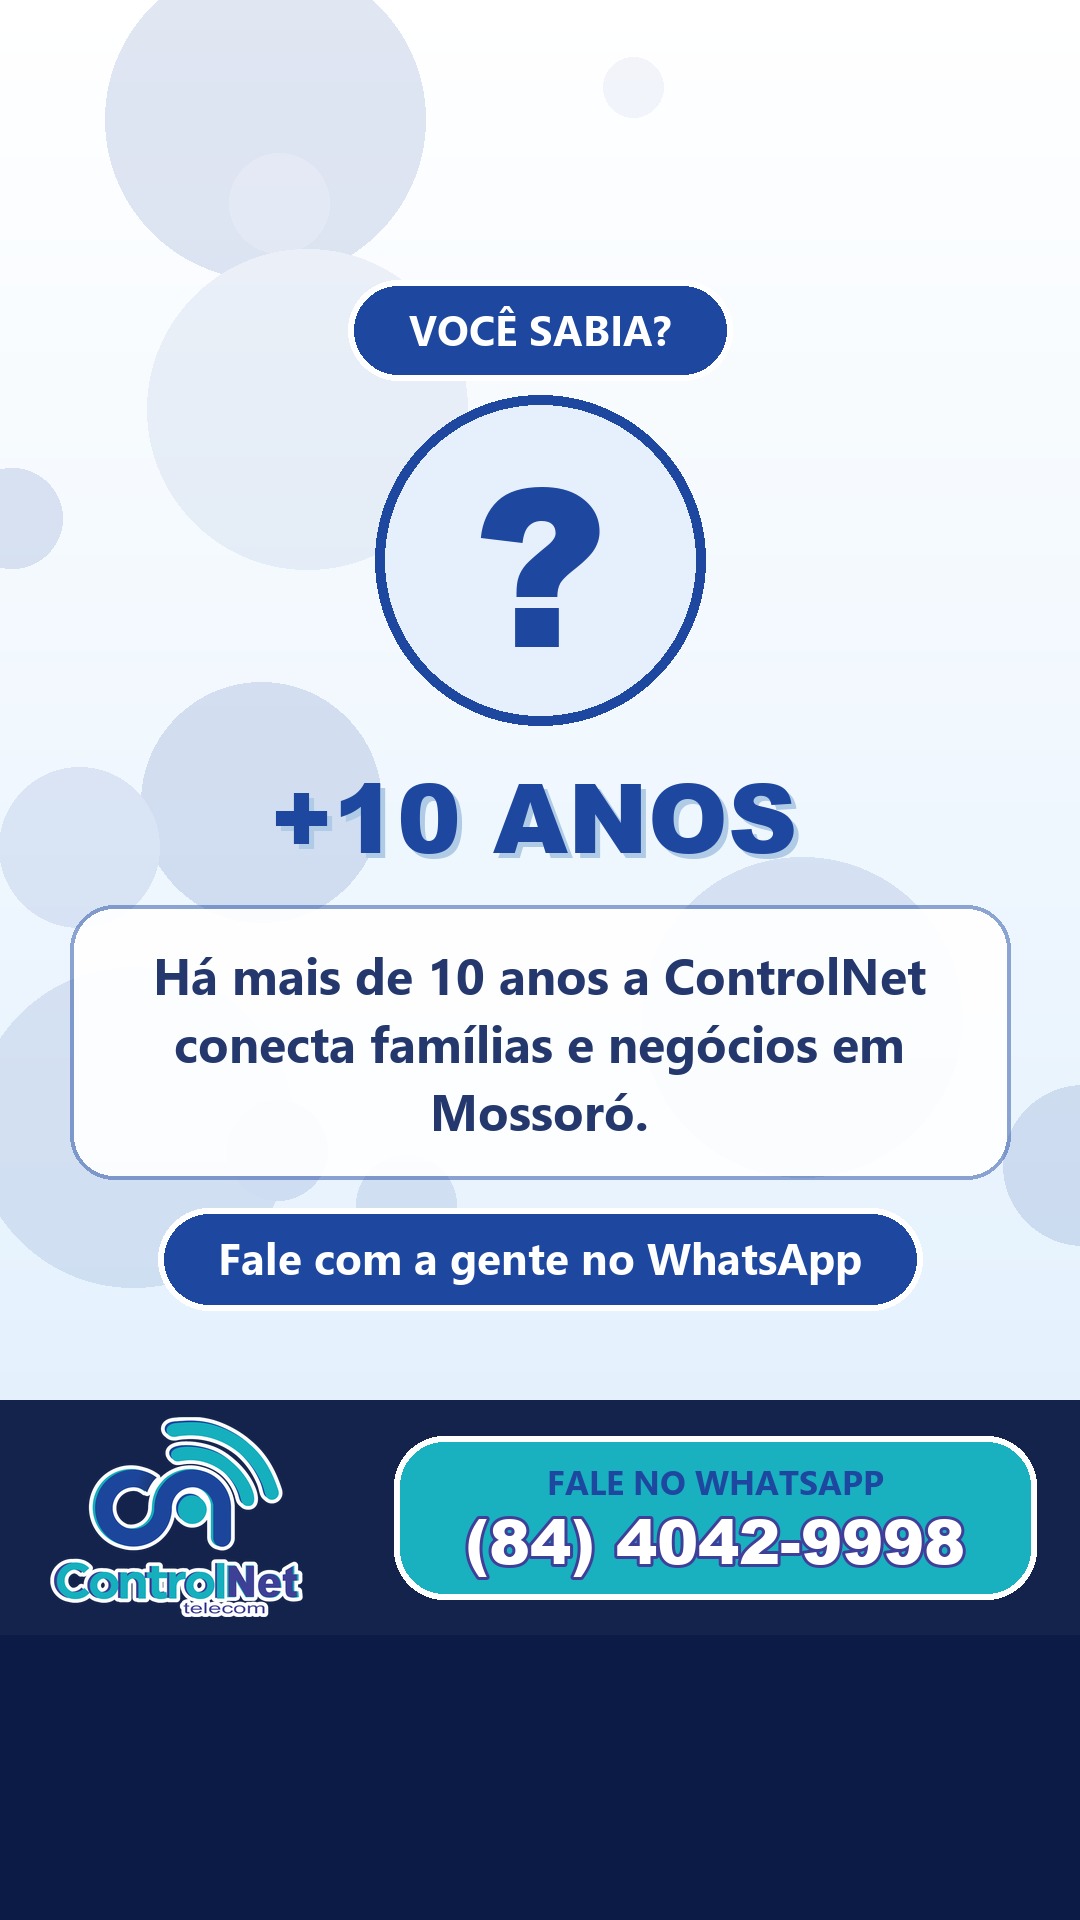 VOCÊ SABIA?
?
+10 ANOS
Há mais de 10 anos a ControlNet
conecta famílias e negócios em
Mossoró.
Fale com a gente no WhatsApp
FALE NO WHATSAPP
(84) 4042-9998
ControlNet
telecom